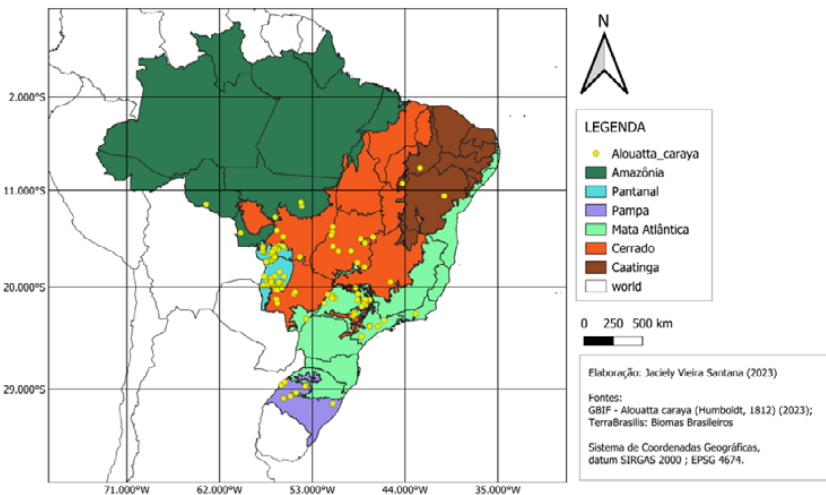 N
2.000°S
11.000°S
20.000°S
29.000°S
71.000°W 62.000°W 53.000°W 44.000°W 35.000°W
LEGENDA
Alouatta_caraya
Amazônia
Pantanal
Pampa
Mata Atlântica
Cerrado
Caatinga
world
0 250 500 km
Elaboração: Jaciely Vieira Santana (2023)
Fontes:
GBIF - Alouatta caraya (Humboldt, 1812) (2023);
TerraBrasilis: Biomas Brasileiros
Sistema de Coordenadas Geográficas,
datum SIRGAS 2000 ; EPSG 4674.